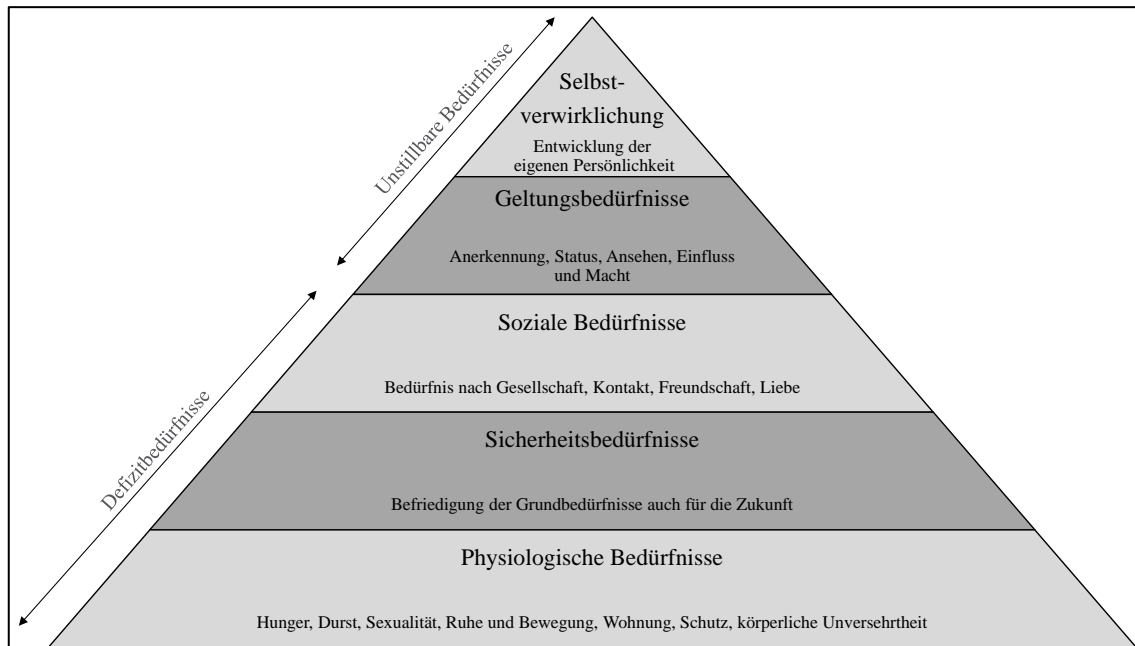 Unstillbare Bedürfnisse
Defizitbedürfnisse
Selbst-
verwirklichung
Entwicklung der
eigenen Persönlichkeit
Geltungsbedürfnisse
Anerkennung, Status, Ansehen, Einfluss
und Macht
Soziale Bedürfnisse
Bedürfnis nach Gesellschaft, Kontakt, Freundschaft, Liebe
Sicherheitsbedürfnisse
Befriedigung der Grundbedürfnisse auch für die Zukunft
Physiologische Bedürfnisse
Hunger, Durst, Sexualität, Ruhe und Bewegung, Wohnung, Schutz, körperliche Unversehrtheit